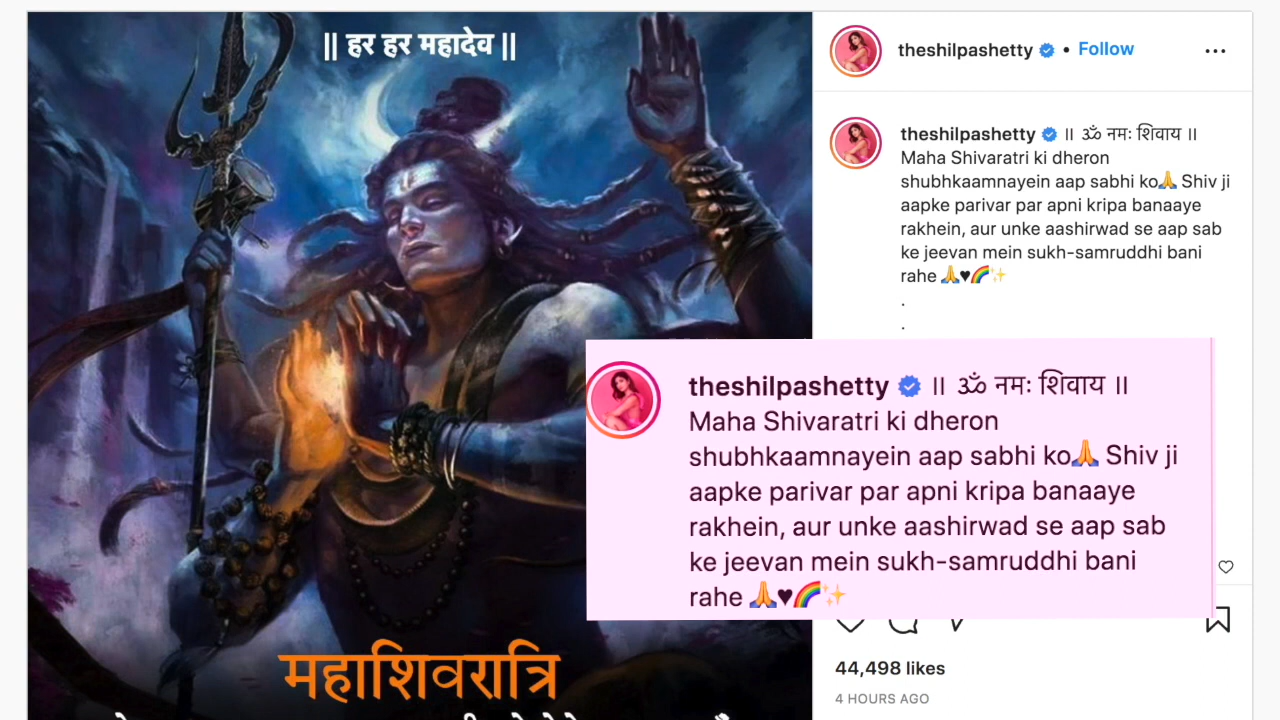 || हर हर महादेव ||
महाशिवरात्रि
theshilpashetty • Follow
theshilpashetty || ॐ नमः शिवाय ||
Maha Shivaratri ki dheron
shubhkaamnayein aap sabhi ko🙏 Shiv ji
aapke parivar par apni kripa banaaye
rakhein, aur unke aashirwad se aap sab
ke jeevan mein sukh-samruddhi bani
rahe 🙏♥🌈✨
.
.
theshilpashetty || ॐ नमः शिवाय ||
Maha Shivaratri ki dheron
shubhkaamnayein aap sabhi ko🙏 Shiv ji
aapke parivar par apni kripa banaaye
rakhein, aur unke aashirwad se aap sab
ke jeevan mein sukh-samruddhi bani
rahe 🙏♥🌈✨
44,498 likes
4 HOURS AGO